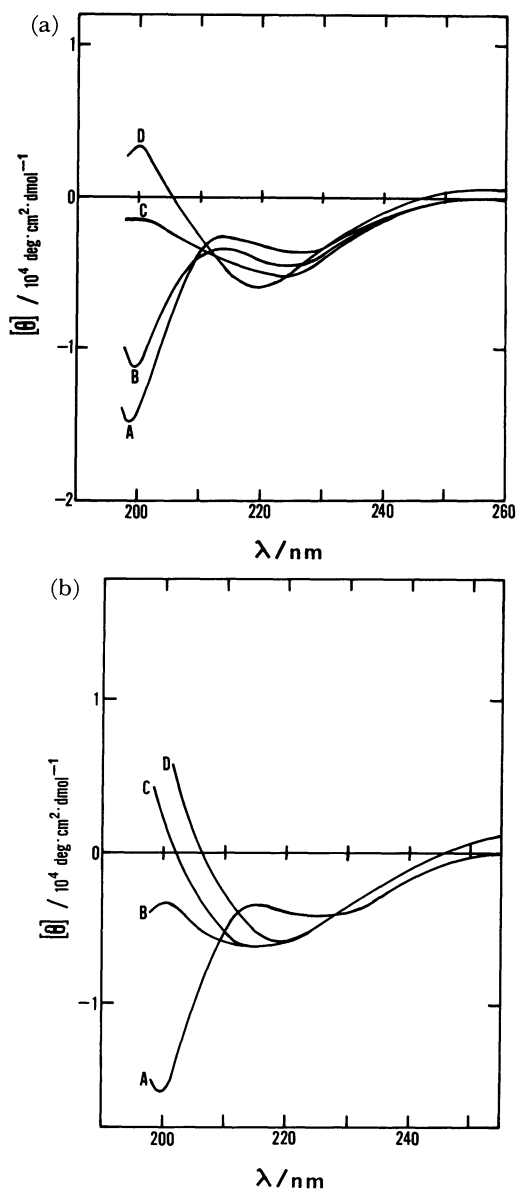 (a)
1
D
0
C
[θ] / 10⁴ deg·cm²·dmol⁻¹
-1
B
A
-2
200 220 240 260
λ/nm
(b)
1
D
C
[θ] / 10⁴ deg·cm²·dmol⁻¹
0
B
-1
A
200 220 240
λ/nm